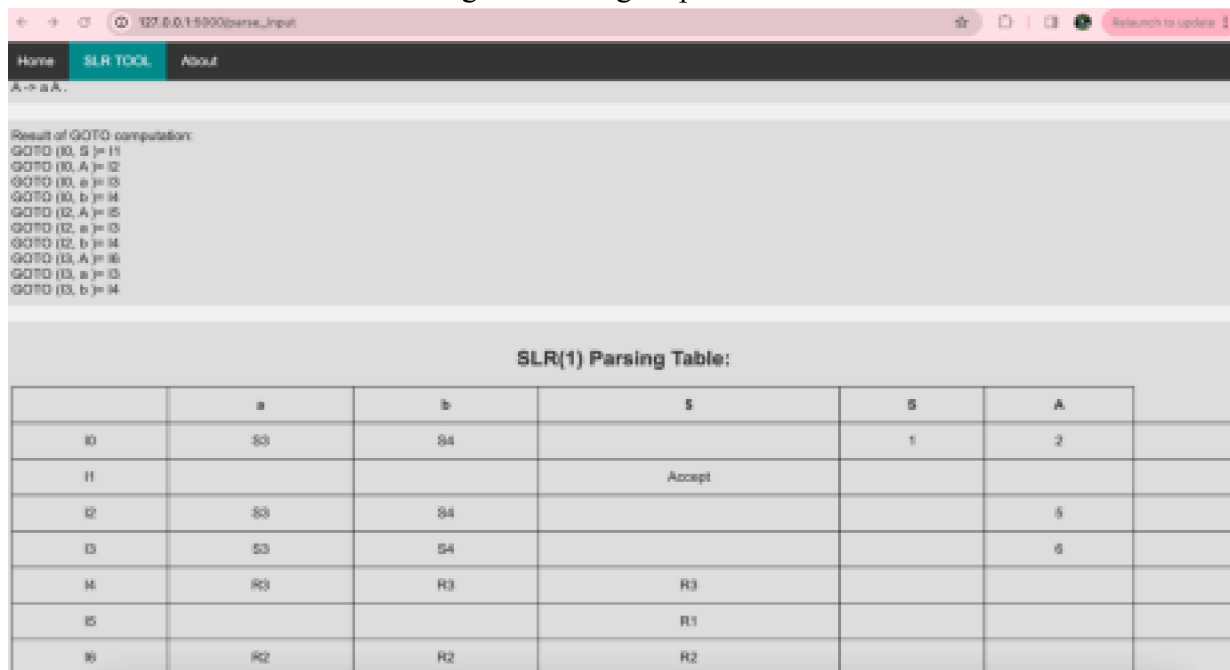 127.0.0.1:5000/parse_input Relaunch to update
Home SLR TOOL About
A -> a A .
Result of GOTO computation:
GOTO (I0, S )= I1
GOTO (I0, A )= I2
GOTO (I0, a )= I3
GOTO (I0, b )= I4
GOTO (I2, A )= I5
GOTO (I2, a )= I3
GOTO (I2, b )= I4
GOTO (I3, A )= I6
GOTO (I3, a )= I3
GOTO (I3, b )= I4
SLR(1) Parsing Table:
a b $ S A
I0 S3 S4 1 2
I1 Accept
I2 S3 S4 5
I3 S3 S4 6
I4 R3 R3 R3
I5 R1
I6 R2 R2 R2